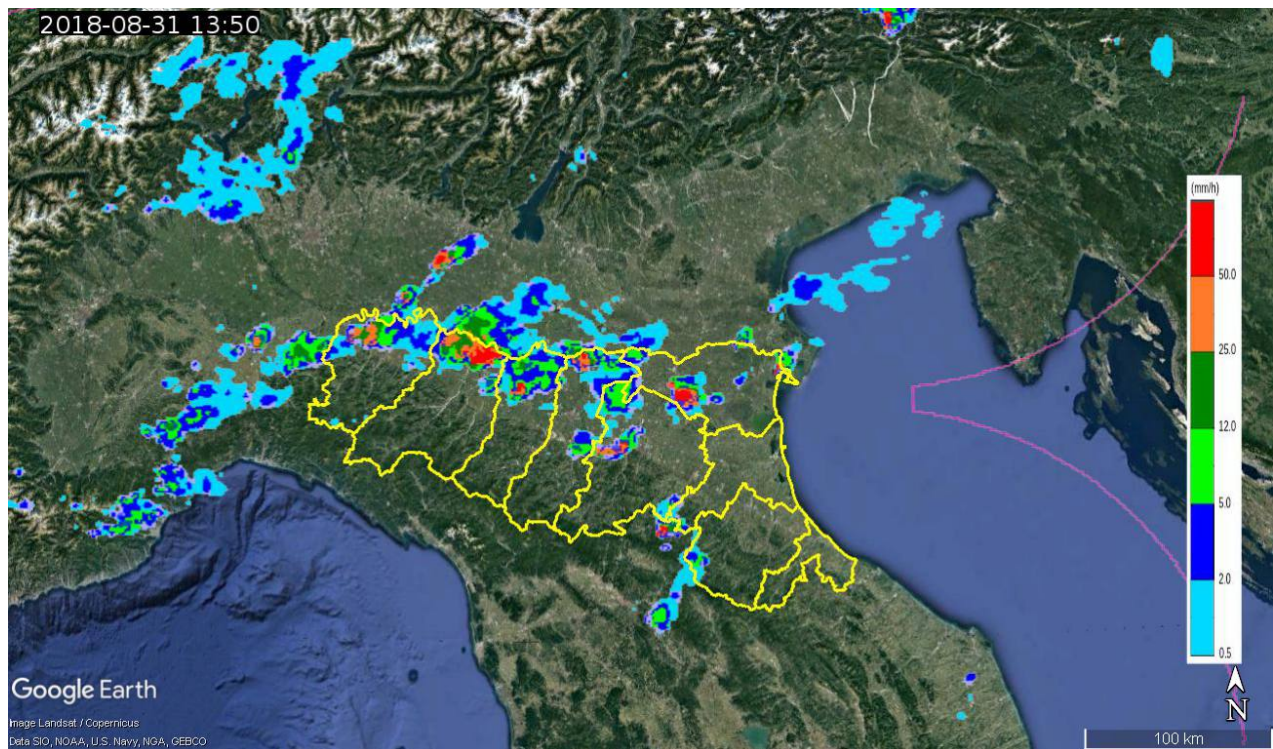 2018-08-31 13:50
(mm/h)
50.0
25.0
12.0
5.0
2.0
0.5
Google Earth
Image Landsat / Copernicus
Data SIO, NOAA, U.S. Navy, NGA, GEBCO
N
100 km